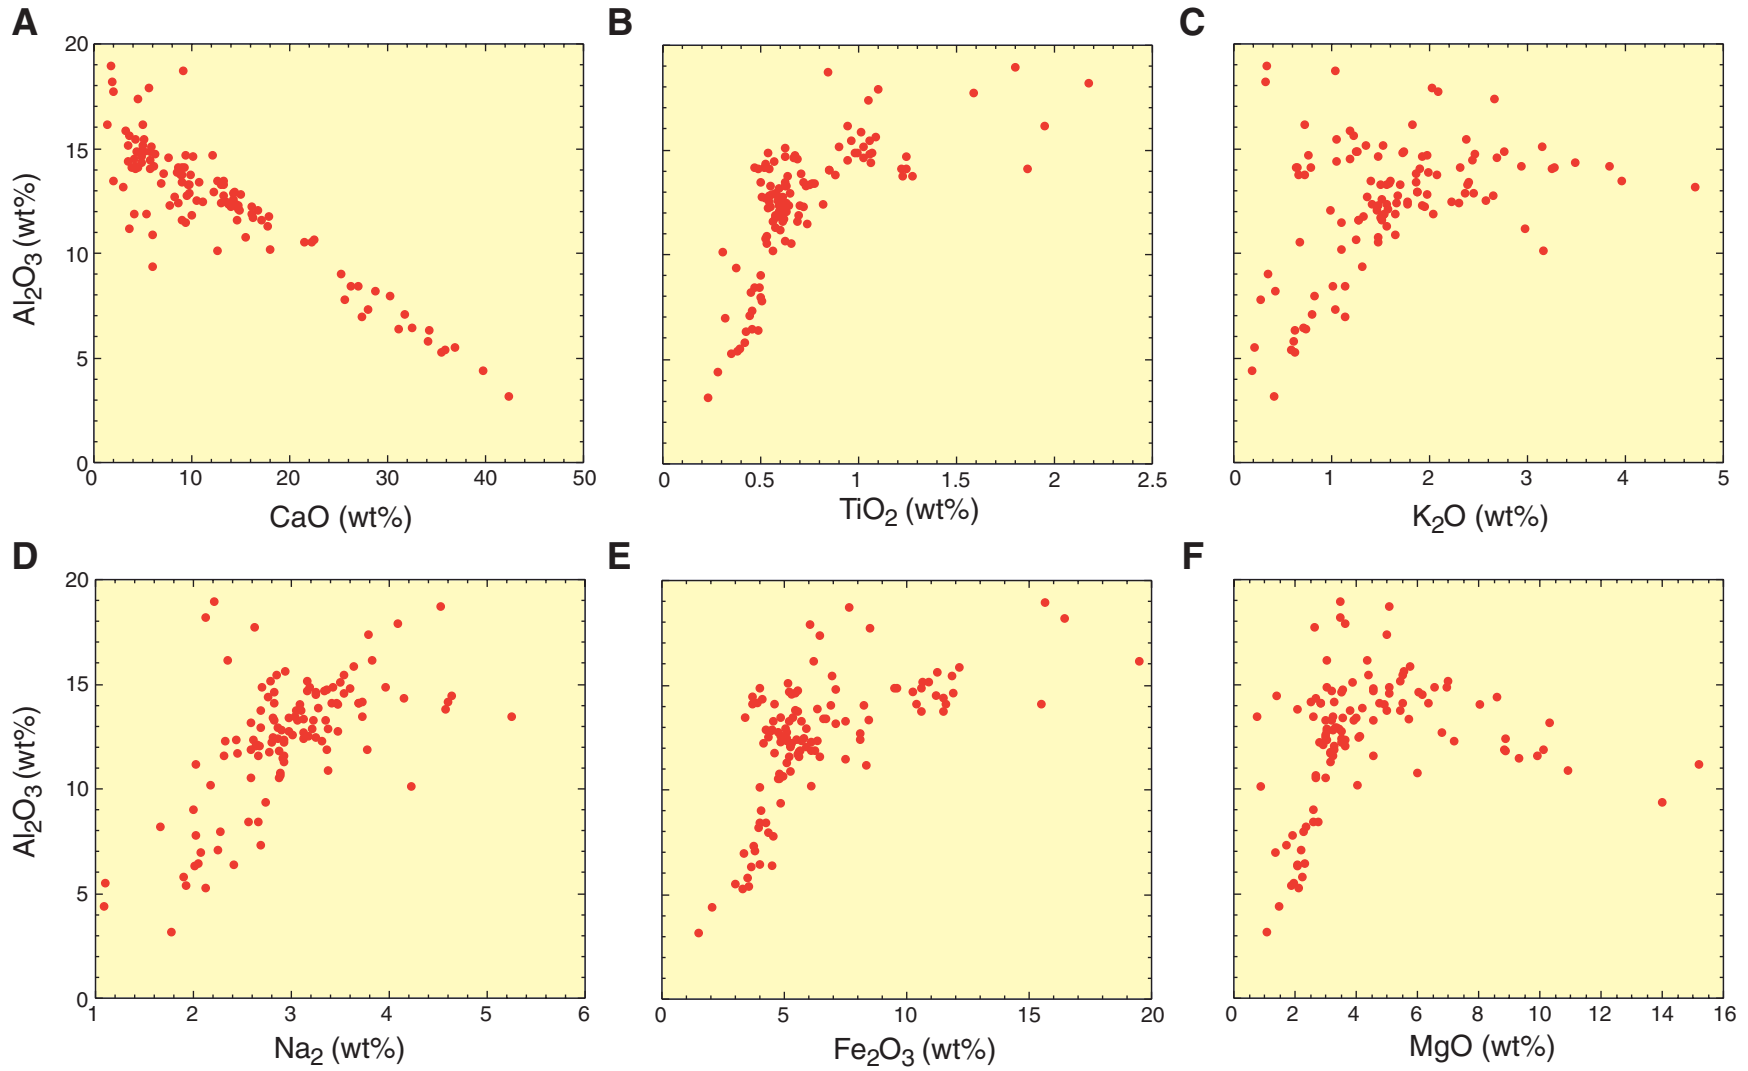 A
B
C
20
15
10
5
0
Al2O3 (wt%)
0 10 20 30 40 50
CaO (wt%)
0 0.5 1 1.5 2 2.5
TiO2 (wt%)
0 1 2 3 4 5
K2O (wt%)
D
E
F
20
15
10
5
0
Al2O3 (wt%)
1 2 3 4 5 6
Na2 (wt%)
0 5 10 15 20
Fe2O3 (wt%)
0 2 4 6 8 10 12 14 16
MgO (wt%)